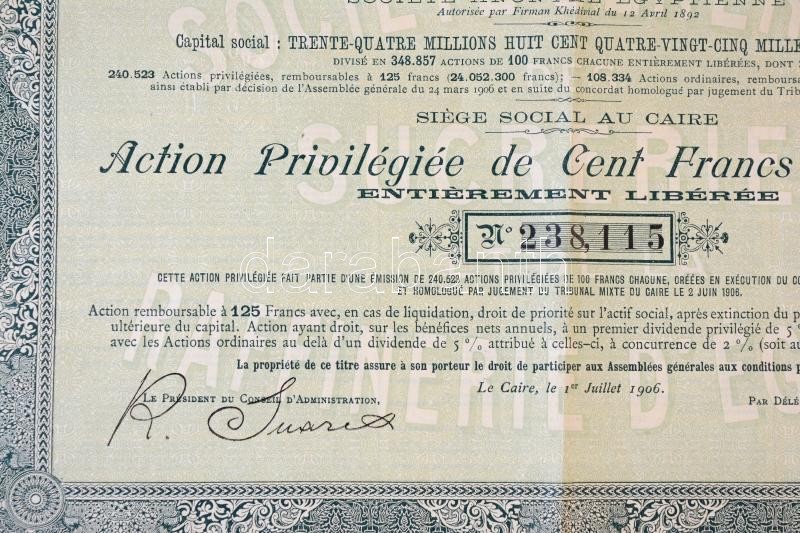 SOCIÉTÉ ANONYME ÉGYPTIENNE
Autorisée par Firman Khédivial du 12 Avril 1892
Capital social : TRENTE-QUATRE MILLIONS HUIT CENT QUATRE-VINGT-CINQ MILLE
DIVISÉ EN 348.857 ACTIONS DE 100 FRANCS CHACUNE ENTIÈREMENT LIBÉRÉES, DONT
240.523 Actions privilégiées, remboursables à 125 francs (24.052.300 francs); — 108.334 Actions ordinaires, rembours
ainsi établi par décision de l'Assemblée générale du 24 mars 1906 et en suite du concordat homologué par jugement du Trib
SIÈGE SOCIAL AU CAIRE
Action Privilégiée de Cent Francs
ENTIÈREMENT LIBÉRÉE
No 238,115
CETTE ACTION PRIVILÉGIÉE FAIT PARTIE D'UNE ÉMISSION DE 240.523 ACTIONS PRIVILÉGIÉES DE 100 FRANCS CHACUNE, CRÉÉES EN EXÉCUTION DU CO
ET HOMOLOGUÉ PAR JUGEMENT DU TRIBUNAL MIXTE DU CAIRE LE 2 JUIN 1906.
Action remboursable à 125 Francs avec, en cas de liquidation, droit de priorité sur l'actif social, après extinction du p
ultérieure du capital. Action ayant droit, sur les bénéfices nets annuels, à un premier dividende privilégié de 5
avec les Actions ordinaires au delà d'un dividende de 5 % attribué à celles-ci, à concurrence de 2 % (soit au
La propriété de ce titre assure à son porteur le droit de participer aux Assemblées générales aux conditions p
Le Caire, le 1er Juillet 1906.
LE PRÉSIDENT DU CONSEIL D'ADMINISTRATION,
PAR DÉLÉ
R. Suares
SUCRERIE
RAFFINERIE D'EG
darabanth